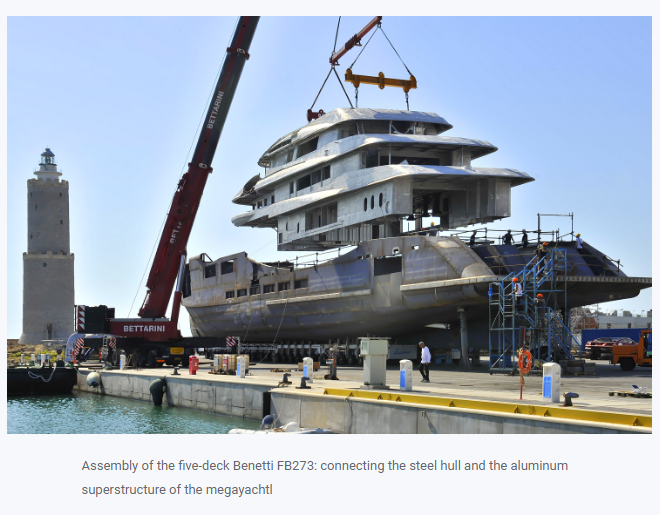 BETTARINI
BETTARINI
Assembly of the five-deck Benetti FB273: connecting the steel hull and the aluminum
superstructure of the megayachtl